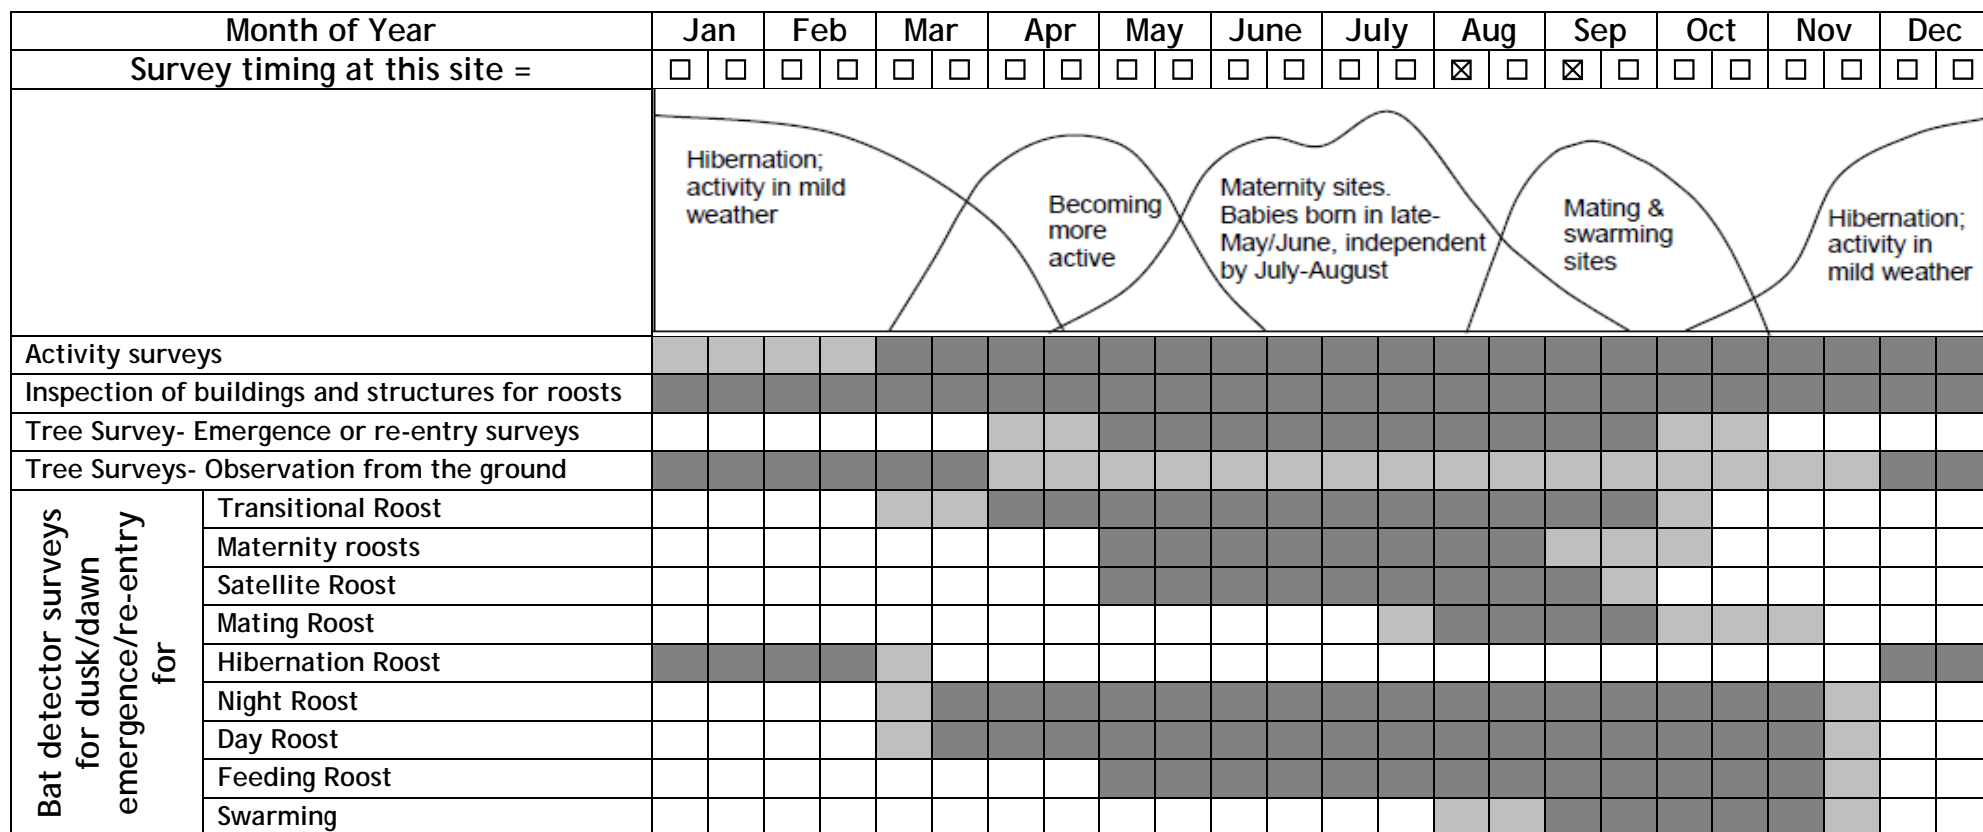 Month of Year Jan Feb Mar Apr May June July Aug Sep Oct Nov Dec
Survey timing at this site = ☐ ☐ ☐ ☐ ☐ ☐ ☐ ☐ ☐ ☐ ☐ ☐ ☐ ☐ ☒ ☐ ☒ ☐ ☐ ☐ ☐ ☐ ☐ ☐
Hibernation;
activity in mild
weather
Becoming
more
active
Maternity sites.
Babies born in late-
May/June, independent
by July-August
Mating &
swarming
sites
Hibernation;
activity in
mild weather
Activity surveys
Inspection of buildings and structures for roosts
Tree Survey- Emergence or re-entry surveys
Tree Surveys- Observation from the ground
Bat detector surveys
for dusk/dawn
emergence/re-entry
for
Transitional Roost
Maternity roosts
Satellite Roost
Mating Roost
Hibernation Roost
Night Roost
Day Roost
Feeding Roost
Swarming